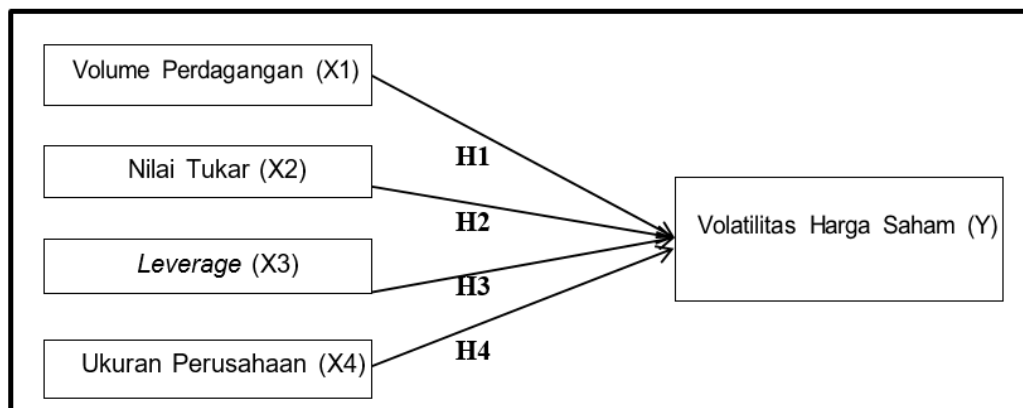 Volume Perdagangan (X1)
Nilai Tukar (X2)
Leverage (X3)
Ukuran Perusahaan (X4)
H1
H2
H3
H4
Volatilitas Harga Saham (Y)